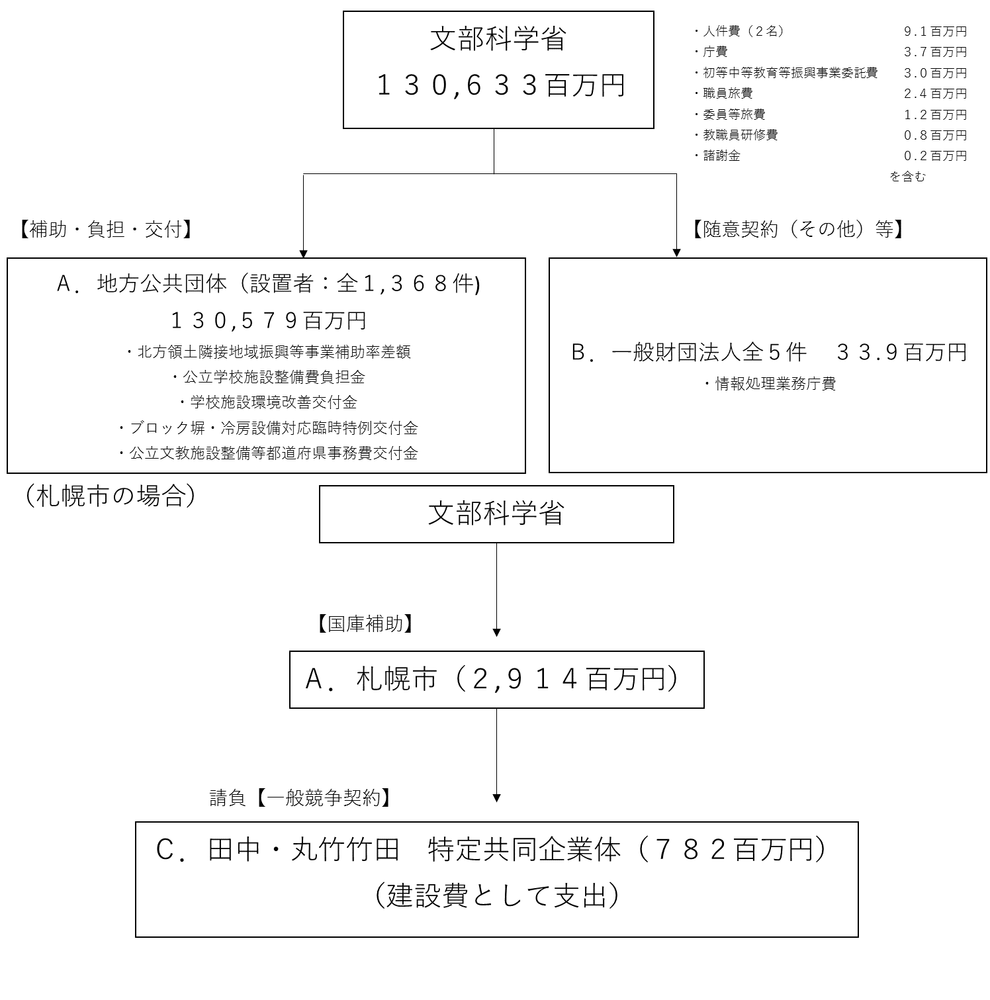 文部科学省
１３０,６３３百万円
・人件費（２名） ９.１百万円
・庁費 ３.７百万円
・初等中等教育等振興事業委託費 ３.０百万円
・職員旅費 ２.４百万円
・委員等旅費 １.２百万円
・教職員研修費 ０.８百万円
・諸謝金 ０.２百万円
を含む
【補助・負担・交付】
【随意契約（その他）等】
Ａ．地方公共団体（設置者：全１,３６８件)
１３０,５７９百万円
・北方領土隣接地域振興等事業補助率差額
・公立学校施設整備費負担金
・学校施設環境改善交付金
・ブロック塀・冷房設備対応臨時特例交付金
・公立文教施設整備等都道府県事務費交付金
Ｂ．一般財団法人全５件　３３.９百万円
・情報処理業務庁費
（札幌市の場合）
文部科学省
【国庫補助】
Ａ．札幌市（２,９１４百万円）
請負【一般競争契約】
Ｃ．田中・丸竹竹田　特定共同企業体（７８２百万円）
（建設費として支出）